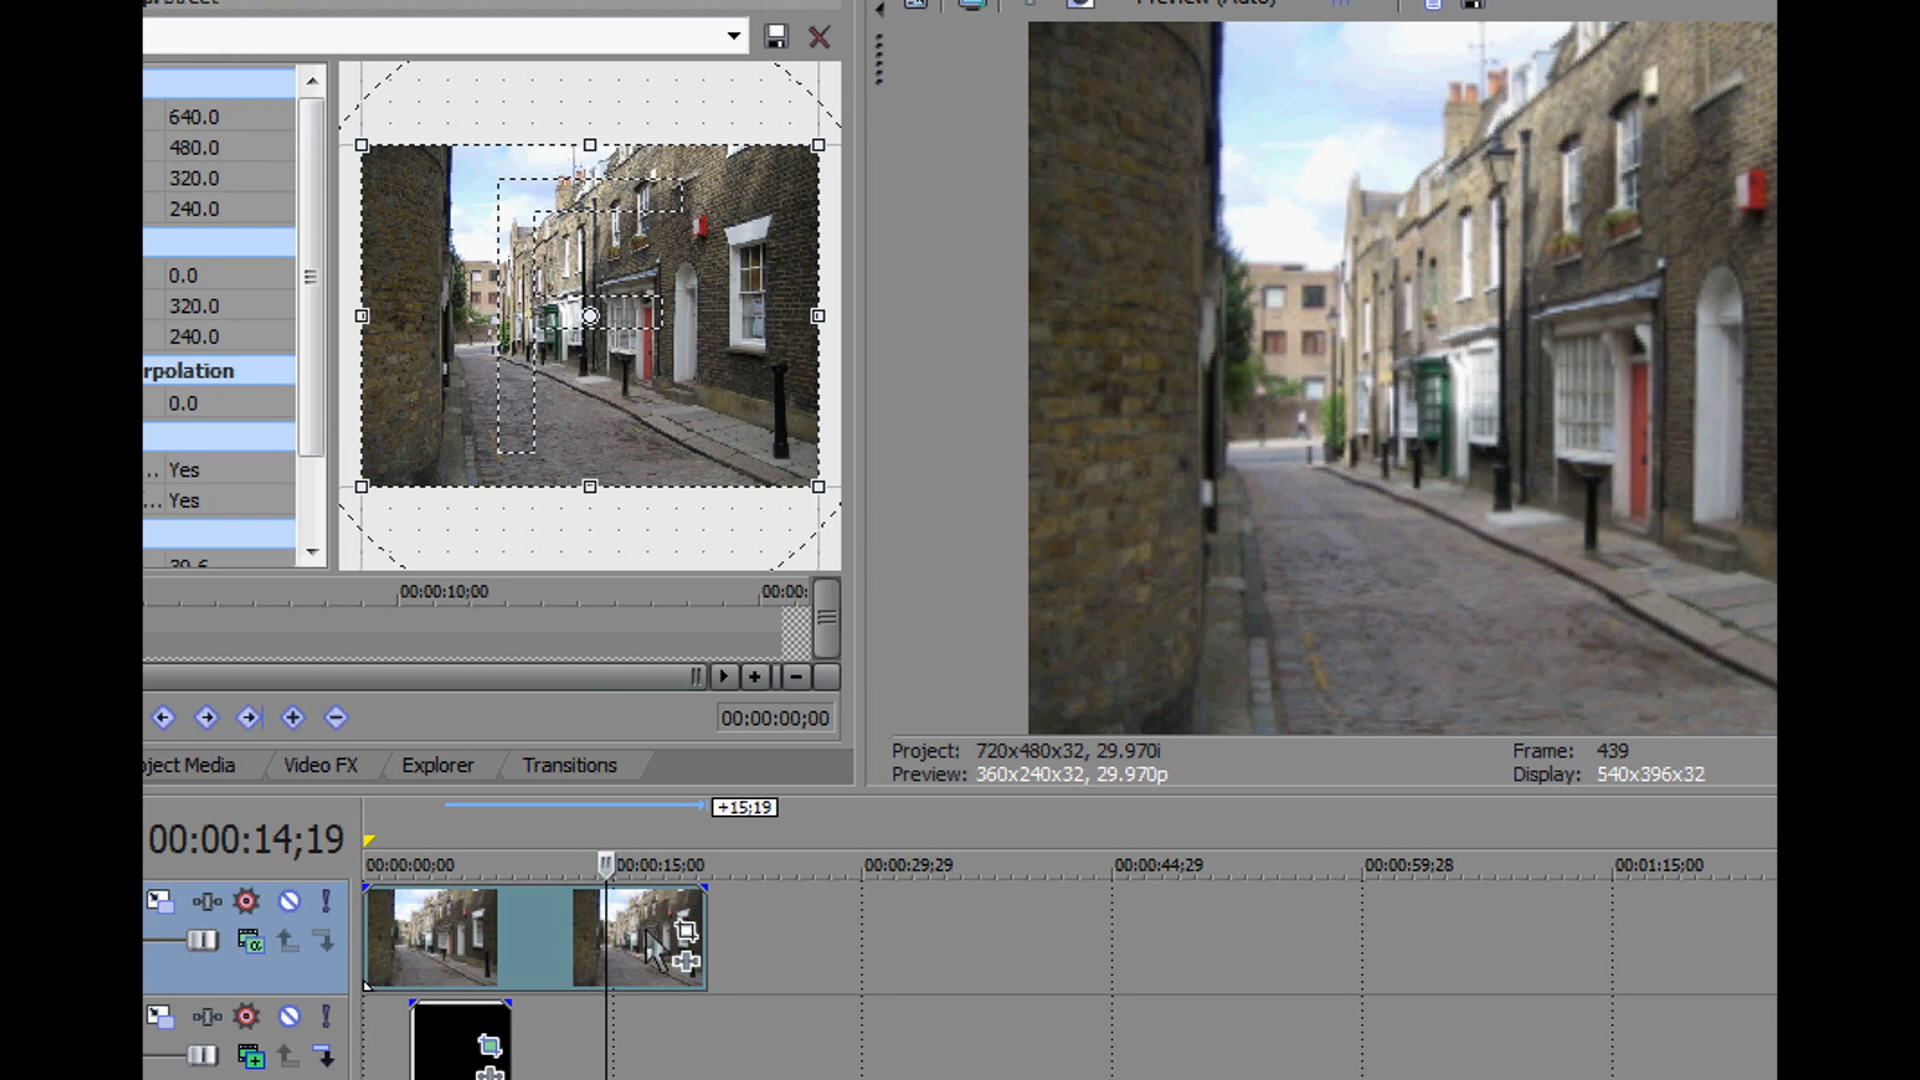 Preview (Auto)
640.0
480.0
320.0
240.0
0.0
320.0
240.0
rpolation
0.0
.. Yes
... Yes
39.6
00:00:10;00
00:00:
00:00:00;00
oject Media
Video FX
Explorer
Transitions
Project: 720x480x32, 29.970i
Preview: 360x240x32, 29.970p
Frame: 439
Display: 540x396x32
+15;19
00:00:14;19
00:00:00;00
00:00:15;00
00:00:29;29
00:00:44;29
00:00:59;28
00:01:15;00